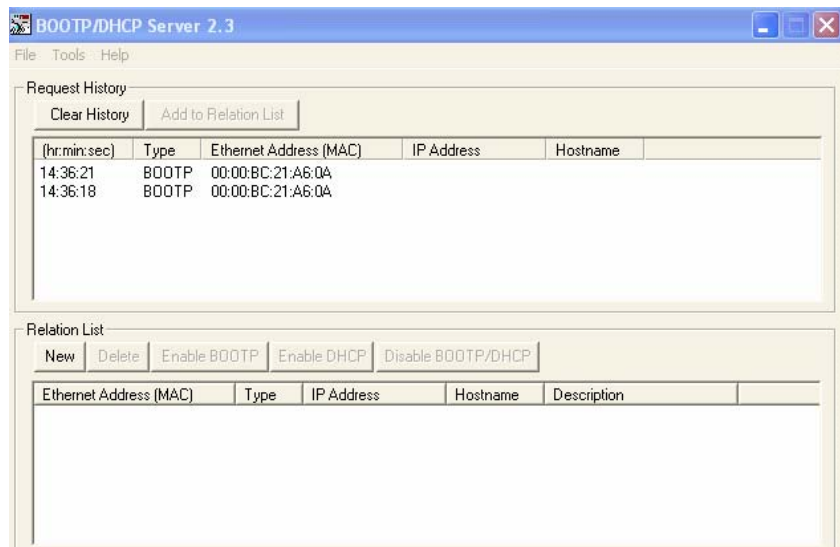 BOOTP/DHCP Server 2.3
File Tools Help
Request History
Clear History Add to Relation List
(hr:min:sec) Type Ethernet Address (MAC) IP Address Hostname
14:36:21 BOOTP 00:00:BC:21:A6:0A
14:36:18 BOOTP 00:00:BC:21:A6:0A
Relation List
New Delete Enable BOOTP Enable DHCP Disable BOOTP/DHCP
Ethernet Address (MAC) Type IP Address Hostname Description